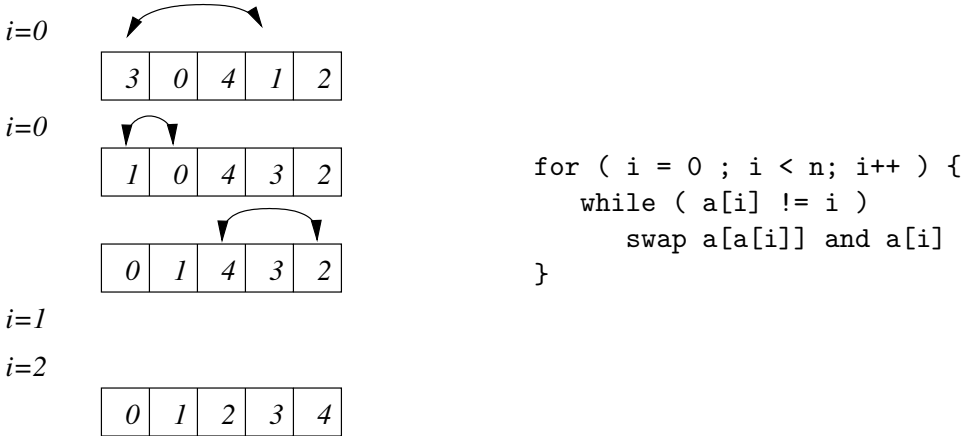 i=0
3 0 4 1 2
i=0
1 0 4 3 2
0 1 4 3 2
i=1
i=2
0 1 2 3 4
for ( i = 0 ; i < n; i++ ) {
while ( a[i] != i )
swap a[a[i]] and a[i]
}